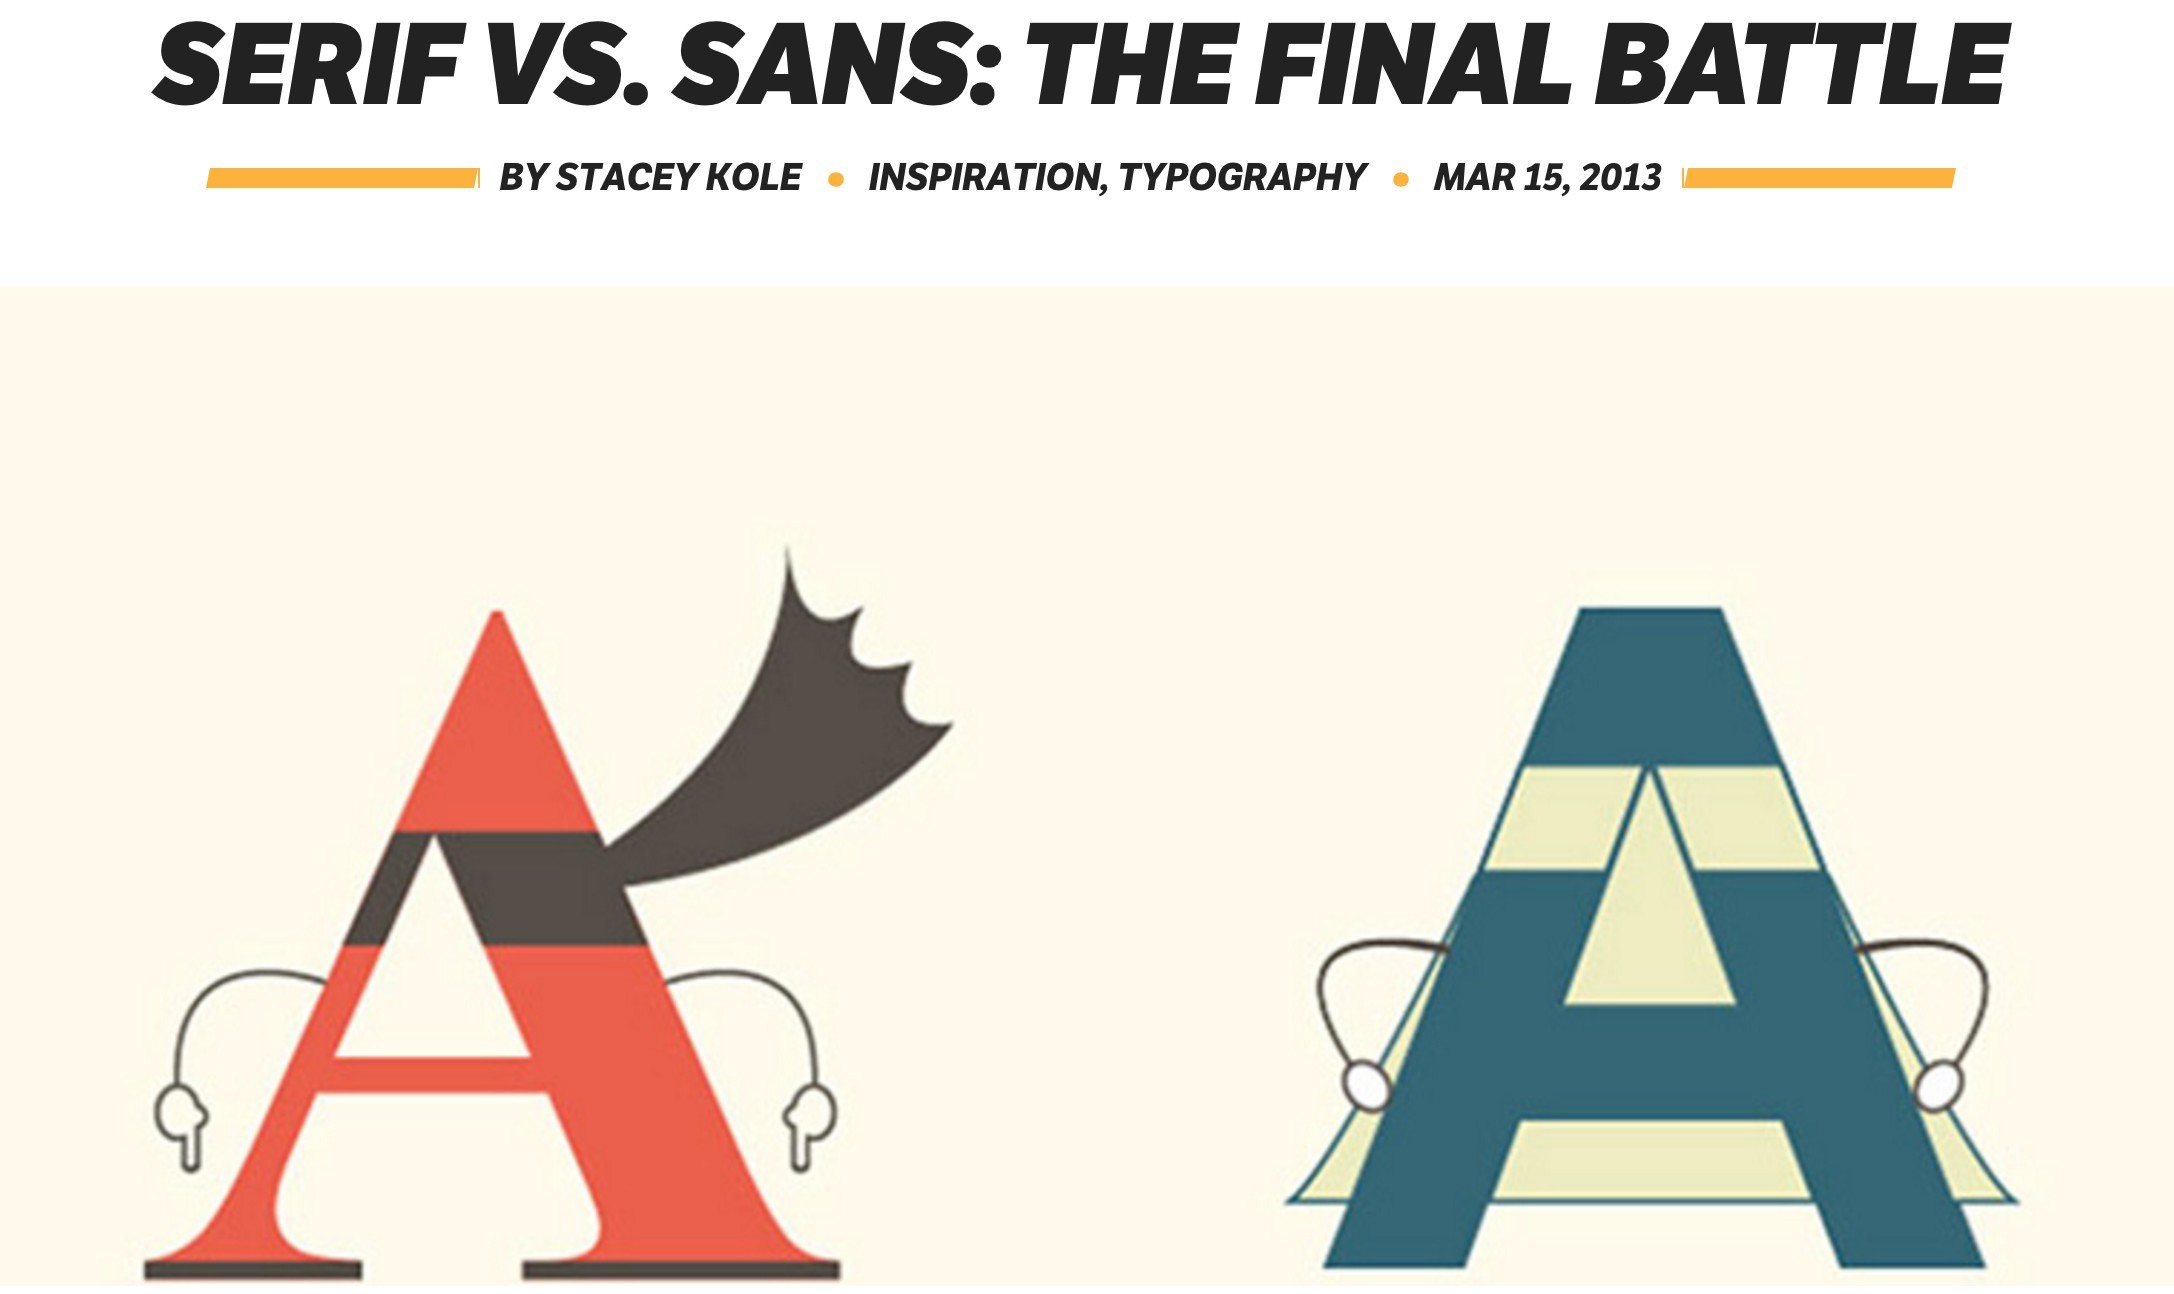 SERIF VS. SANS: THE FINAL BATTLE
BY STACEY KOLE • INSPIRATION, TYPOGRAPHY • MAR 15, 2013
A A